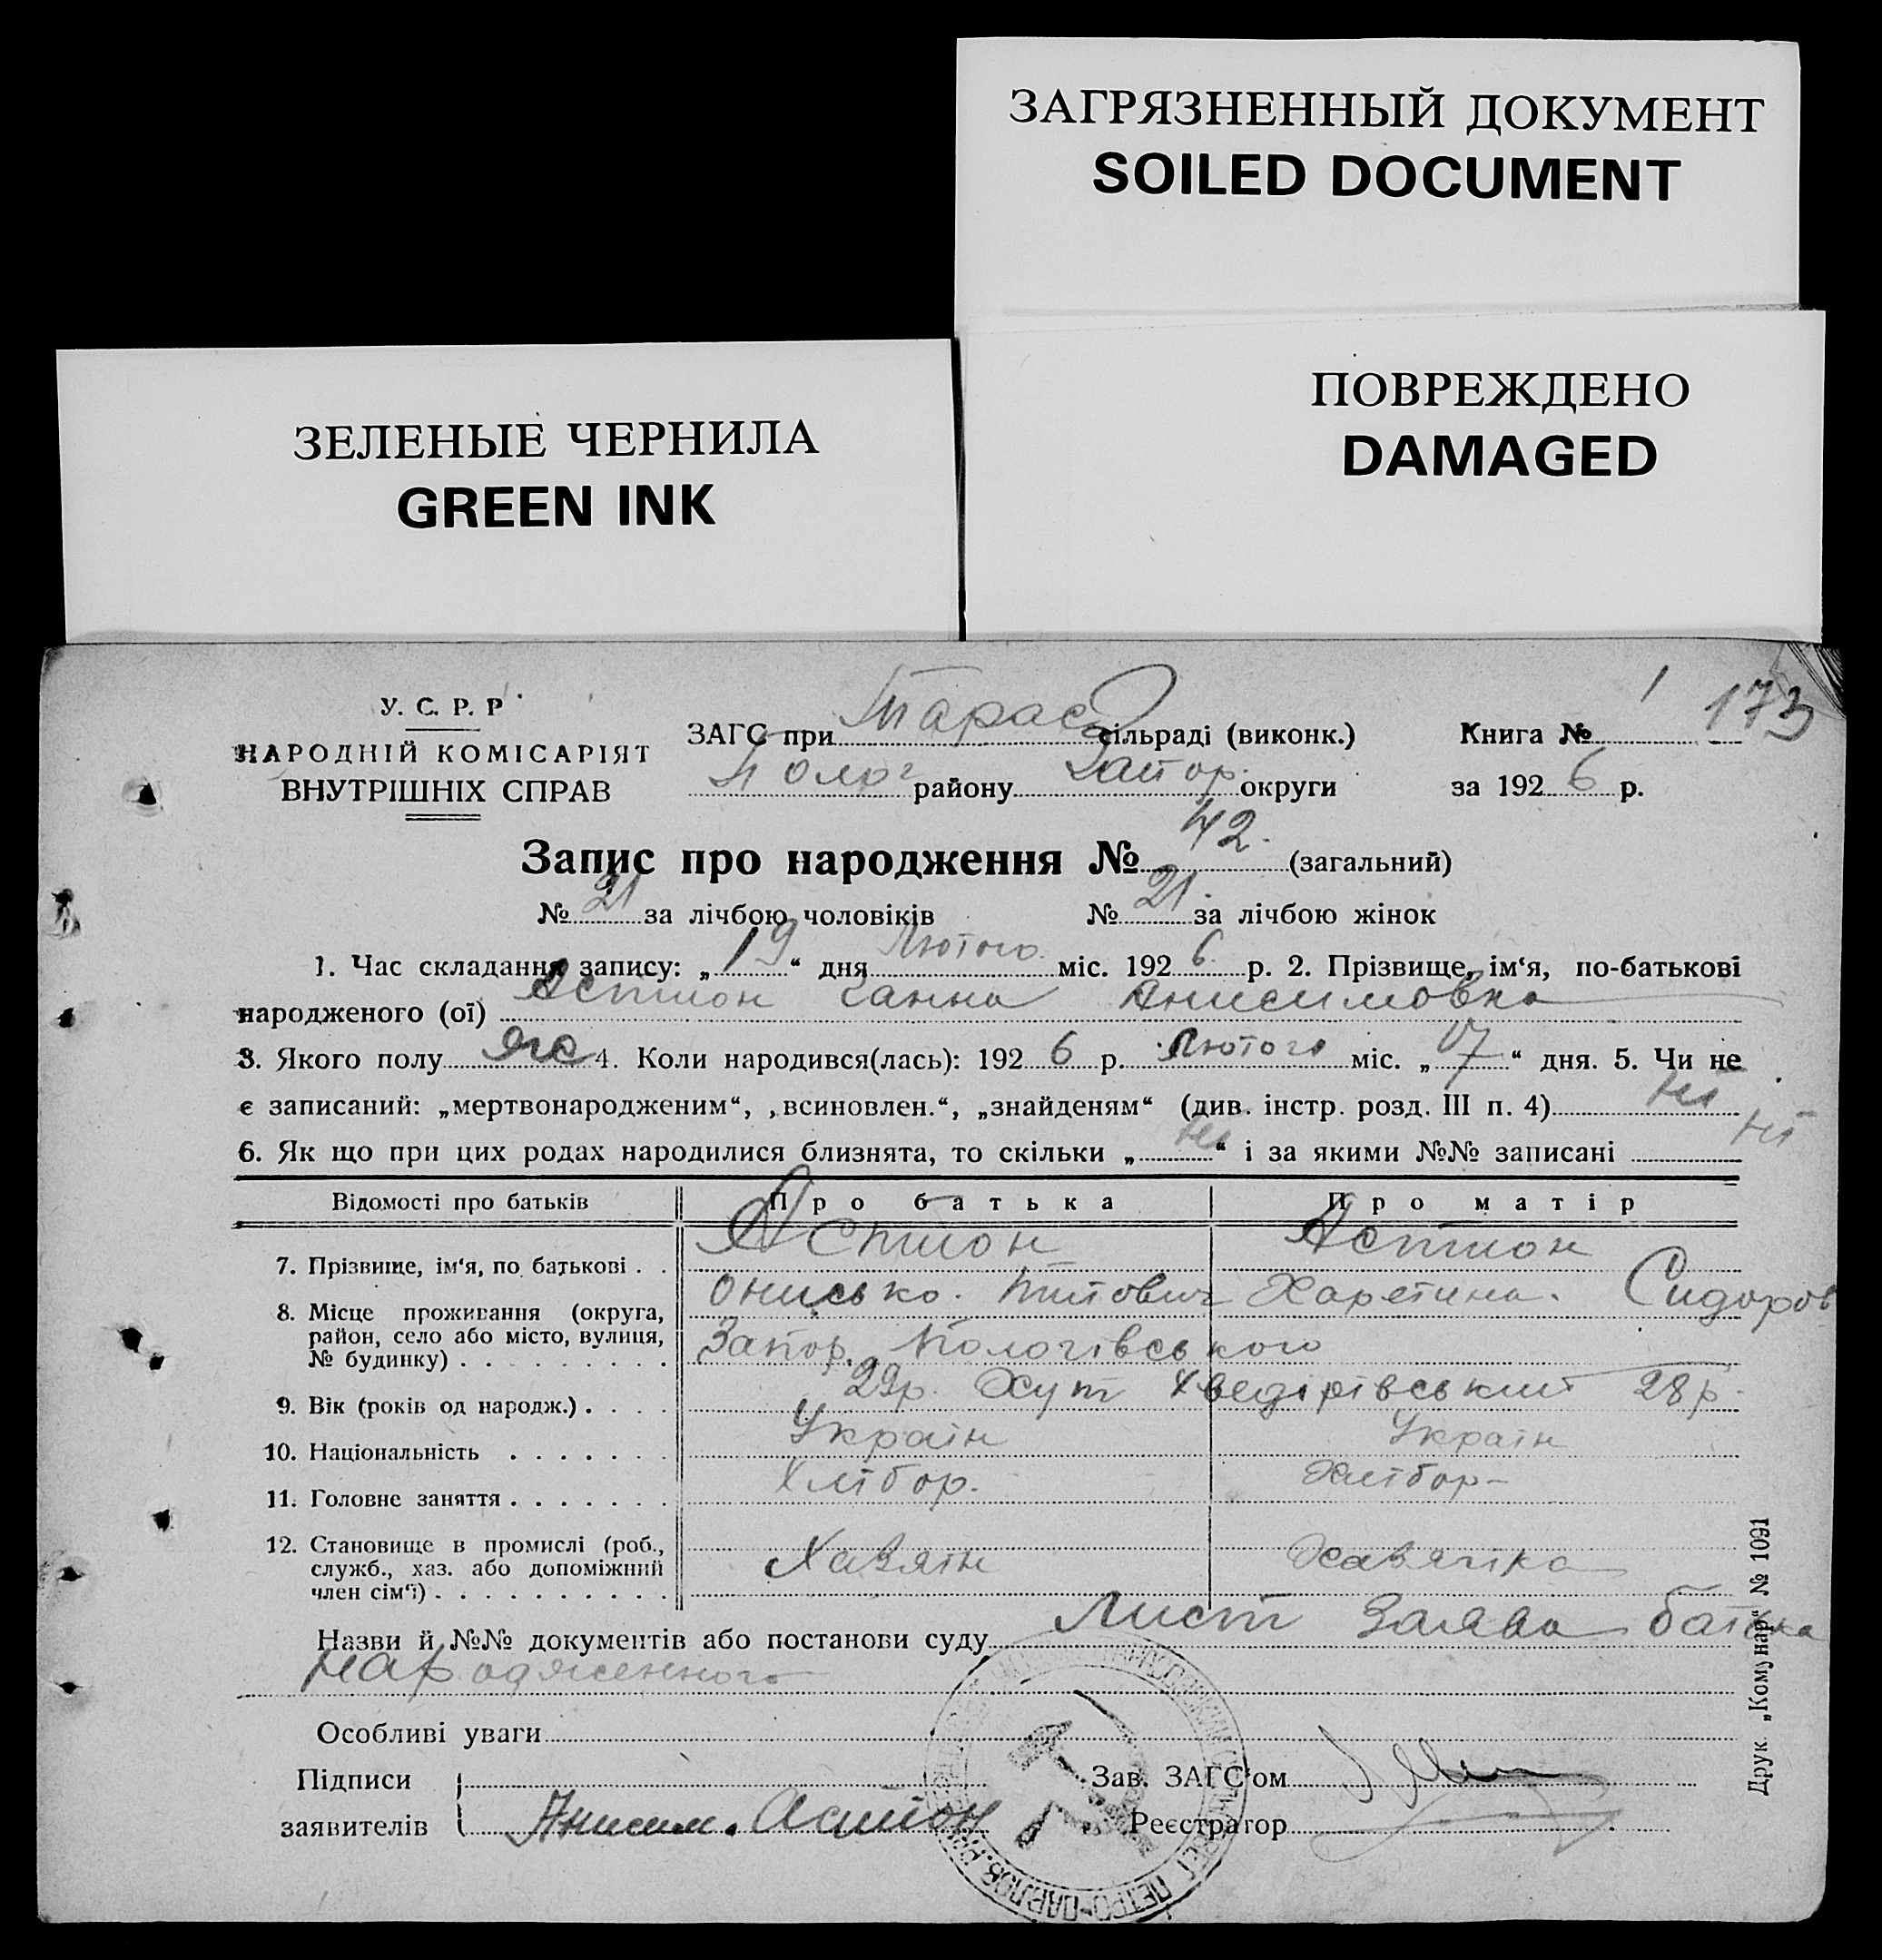 ЗАГРЯЗНЕННЫЙ ДОКУМЕНТ
SOILED DOCUMENT
ПОВРЕЖДЕНО
DAMAGED
ЗЕЛЕНЫЕ ЧЕРНИЛА
GREEN INK
У. С. Р. Р
НАРОДНІЙ КОМІСАРІЯТ
ВНУТРІШНІХ СПРАВ
ЗАГС при Тарас сільраді (виконк.)
Полог району Запор. округи
Книга № 173
за 1926 р.
Запис про народження № 42. (загальний)
№ 21 за лічбою чоловіків № 21. за лічбою жінок
1. Час складання запису: „19“ дня Лютого міс. 1926 р. 2. Прізвище, ім‘я, по-батькові
народженого (ої) Астион Ганна Анисимовна
3. Якого полу жс 4. Коли народився(лась): 1926 р. Лютого міс. „17“ дня. 5. Чи не
є записаний: „мертвонародженим“, „всиновлен.“, „знайденям“ (див. інстр. розд. III п. 4) ні
6. Як що при цих родах народилися близнята, то скільки „ні“ і за якими №№ записані ні
Відомості про батьків Про батька Про матір
7. Прізвище, ім‘я, по батькові . . Астион Астион
Онисько. Титович Харетина. Сидоров
8. Місце проживання (округа,
район, село або місто, вулиця,
№ будинку) . . . . . . . . . Запор. Пологівського
9. Вік (років од народж.) . . . . 29р. Хут Хведірівський 28р.
10. Національність . . . . . . . Україн Україн
11. Головне заняття . . . . . . . Хлібор. Хлібор-
12. Становище в промислі (роб.,
служб., хаз. або допоміжний
член сім‘ї) . . . . . . . . . . Хазяїн Хазяїка
Назви й №№ документів або постанови суду Лист Заява батька
народженного
Особливі уваги
Підписи
заявителів Анисим. Астион
Зав. ЗАГС‘ом
Реєстратор
Друк. „Комунар“ № 1091